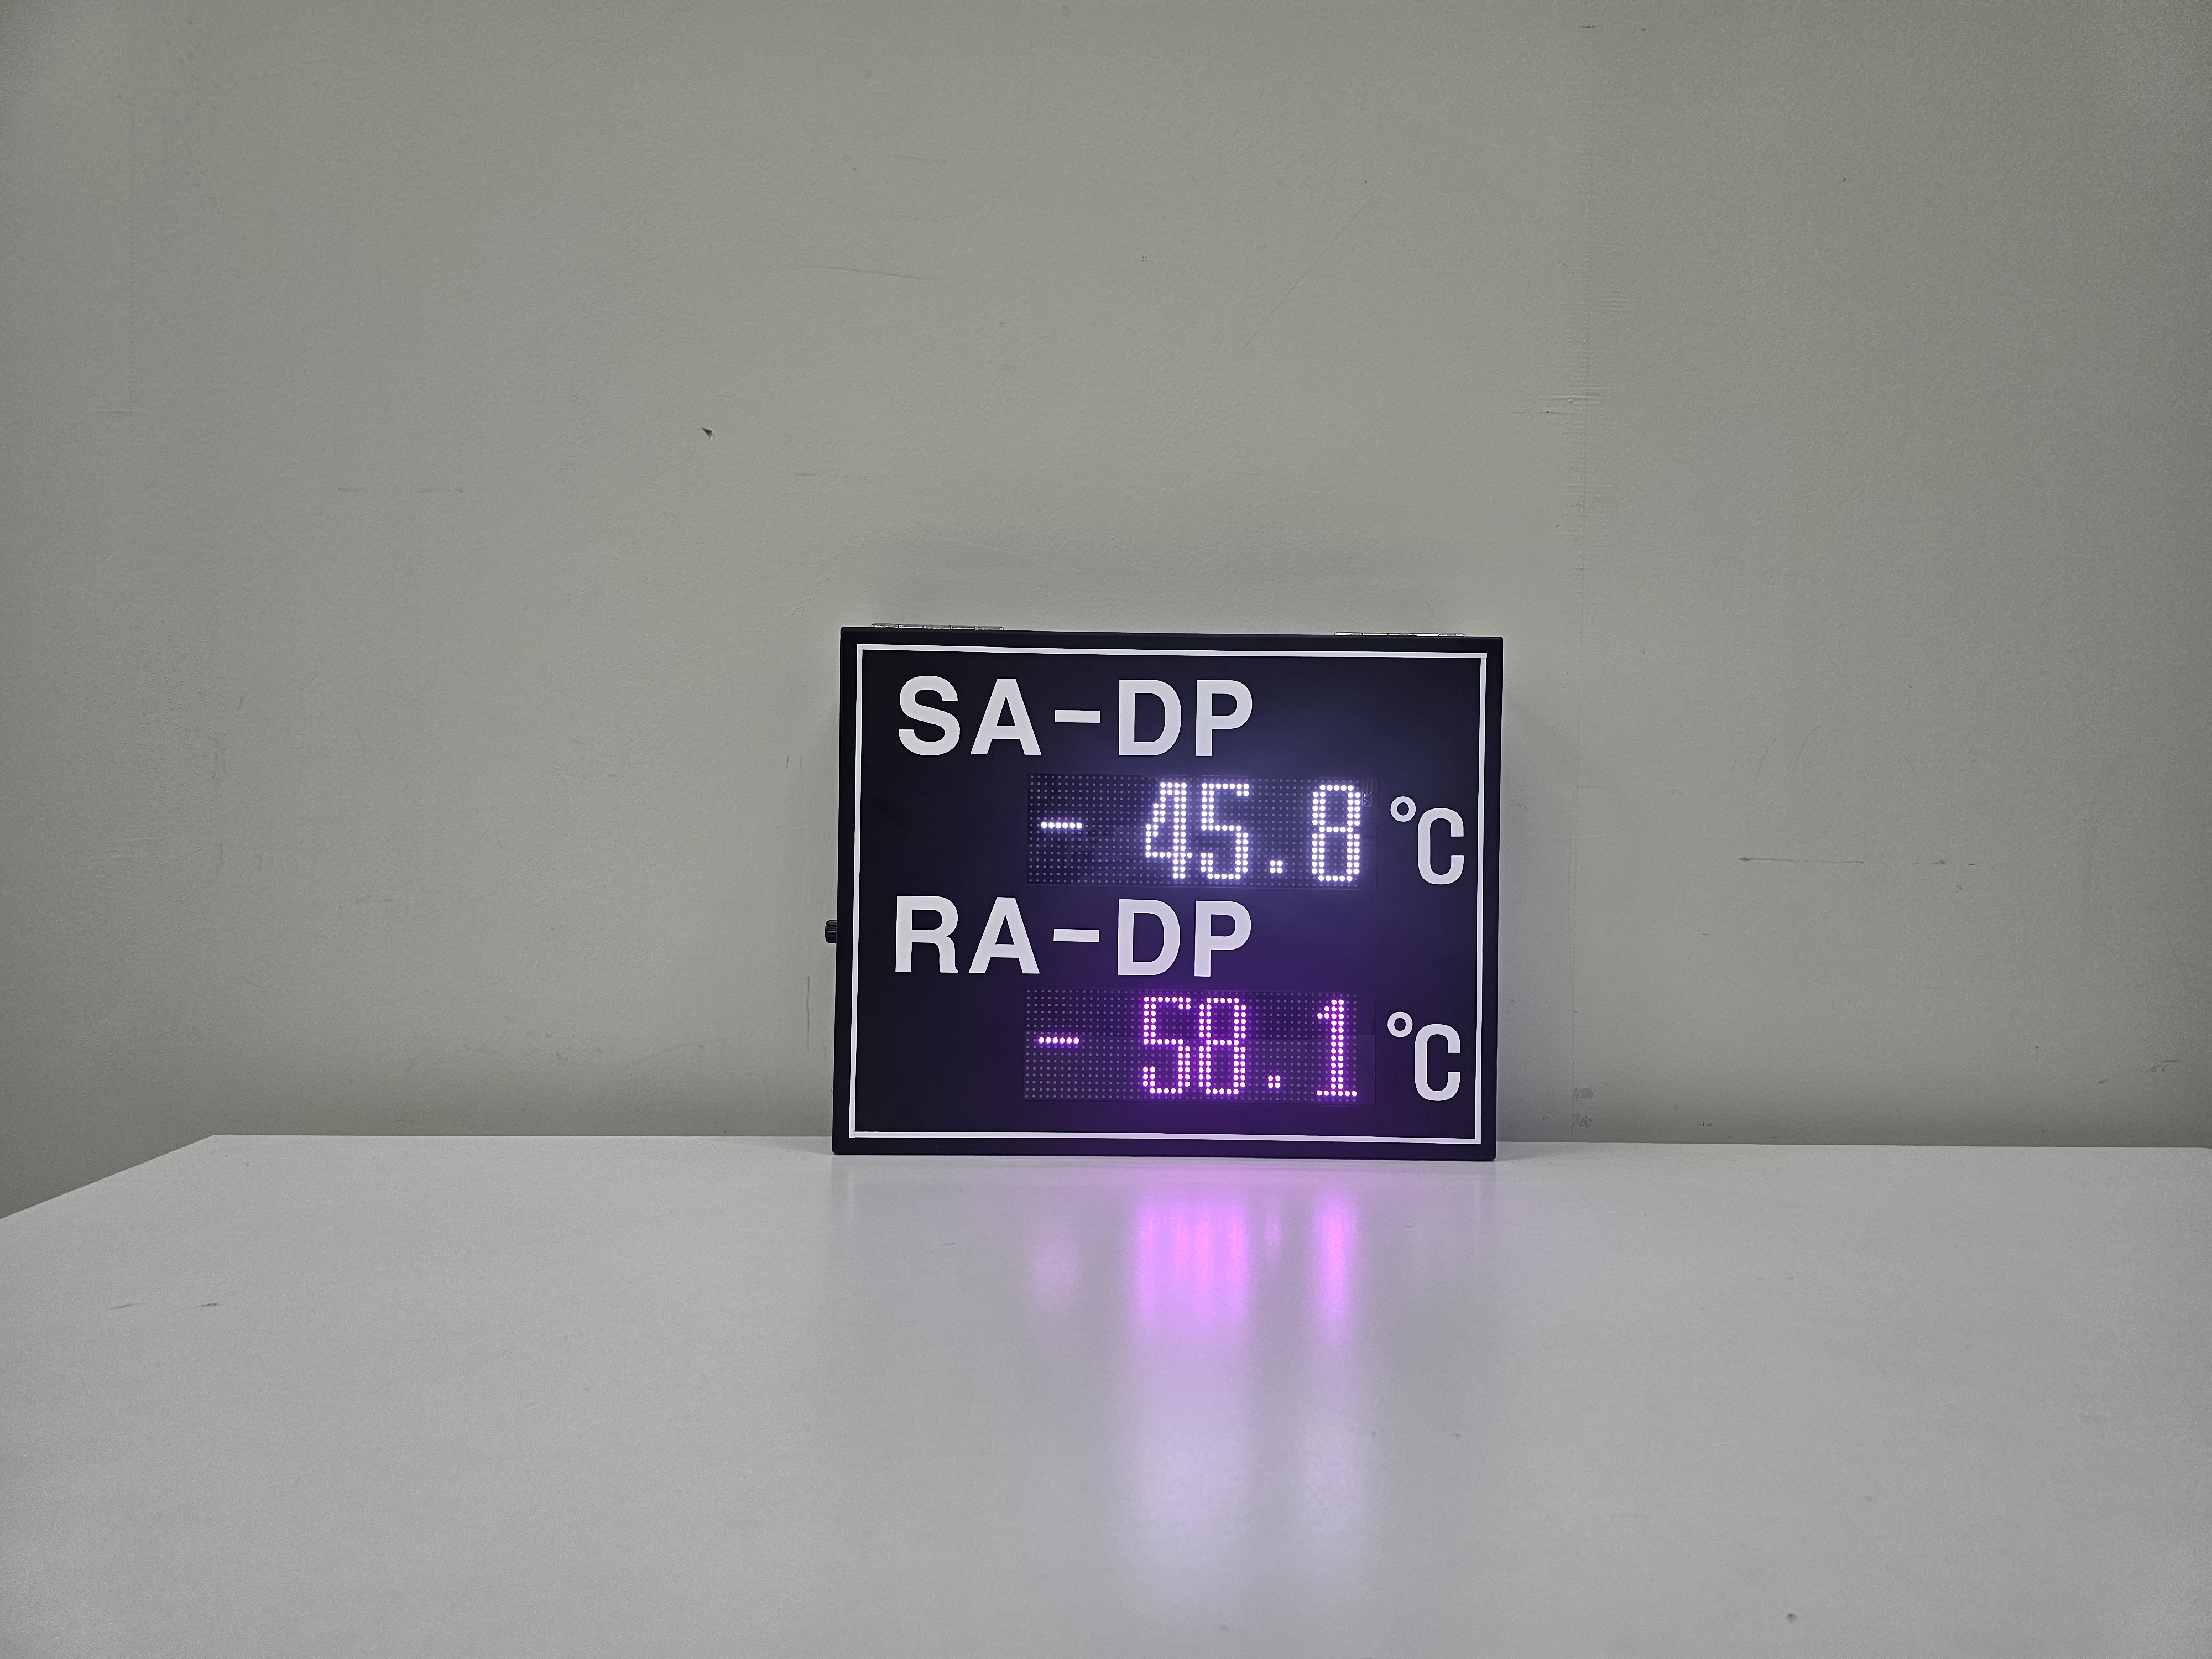 SA-DP
- 45.8 °C
RA-DP
- 58.1 °C